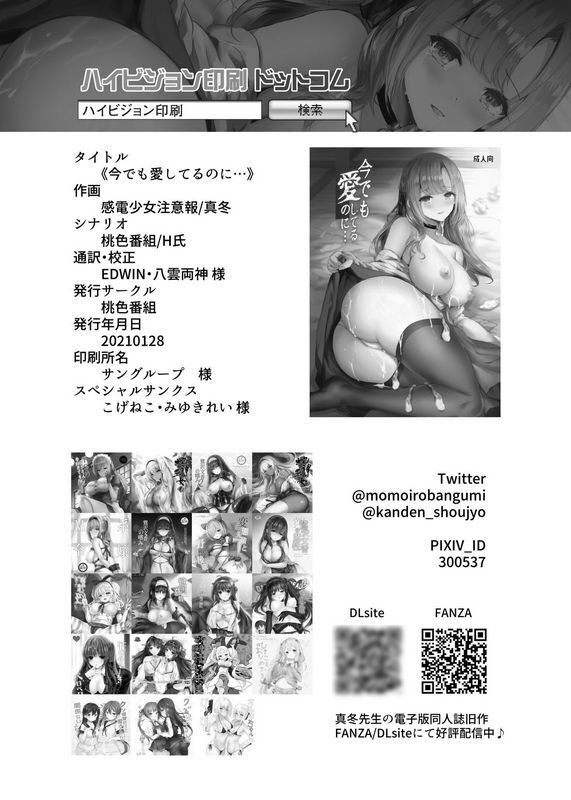 ハイビジョン印刷 ドットコム
ハイビジョン印刷 検索
タイトル
《今でも愛してるのに…》
作画
感電少女注意報/真冬
シナリオ
桃色番組/H氏
通訳・校正
EDWIN・八雲両神 様
発行サークル
桃色番組
発行年月日
20210128
印刷所名
サングループ 様
スペシャルサンクス
こげねこ・みゆきれい 様
成人向
今でも
愛してる
のに…
Twitter
@momoirobangumi
@kanden_shoujyo
PIXIV_ID
300537
DLsite FANZA
真冬先生の電子版同人誌旧作
FANZA/DLsiteにて好評配信中♪